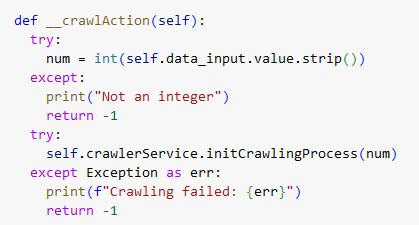 def __crawlAction(self):
  try:
    num = int(self.data_input.value.strip())
  except:
    print("Not an integer")
    return -1
  try:
    self.crawlerService.initCrawlingProcess(num)
  except Exception as err:
    print(f"Crawling failed: {err}")
    return -1